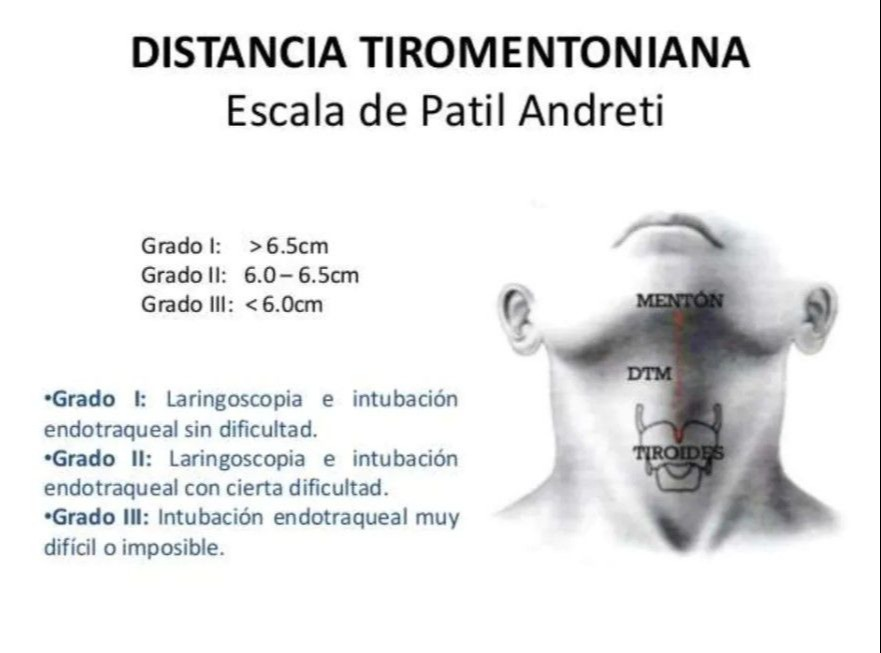 DISTANCIA TIROMENTONIANA
Escala de Patil Andreti
Grado I: > 6.5cm
Grado II: 6.0 – 6.5cm
Grado III: < 6.0cm
•Grado I: Laringoscopia e intubación
endotraqueal sin dificultad.
•Grado II: Laringoscopia e intubación
endotraqueal con cierta dificultad.
•Grado III: Intubación endotraqueal muy
difícil o imposible.
MENTÓN
DTM
TIROIDES